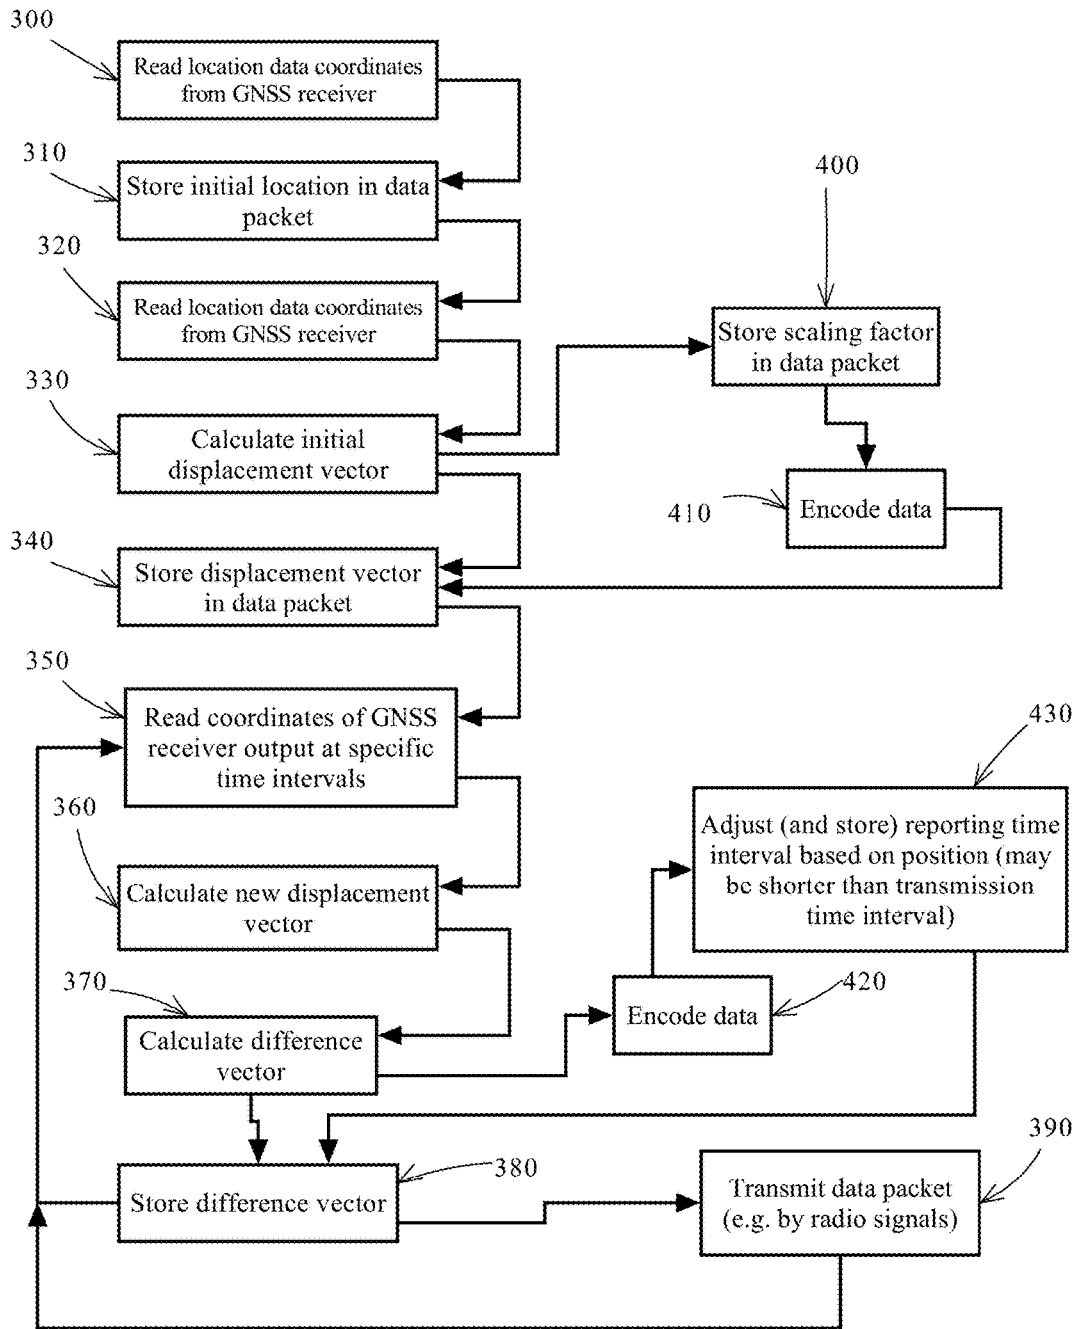 300
Read location data coordinates
from GNSS receiver
310
Store initial location in data
packet
400
320
Read location data coordinates
from GNSS receiver
Store scaling factor
in data packet
330
Calculate initial
displacement vector
410
Encode data
340
Store displacement vector
in data packet
350
Read coordinates of GNSS
receiver output at specific
time intervals
430
Adjust (and store) reporting time
interval based on position (may
be shorter than transmission
time interval)
360
Calculate new displacement
vector
370
Calculate difference
vector
420
Encode data
380
Store difference vector
390
Transmit data packet
(e.g. by radio signals)